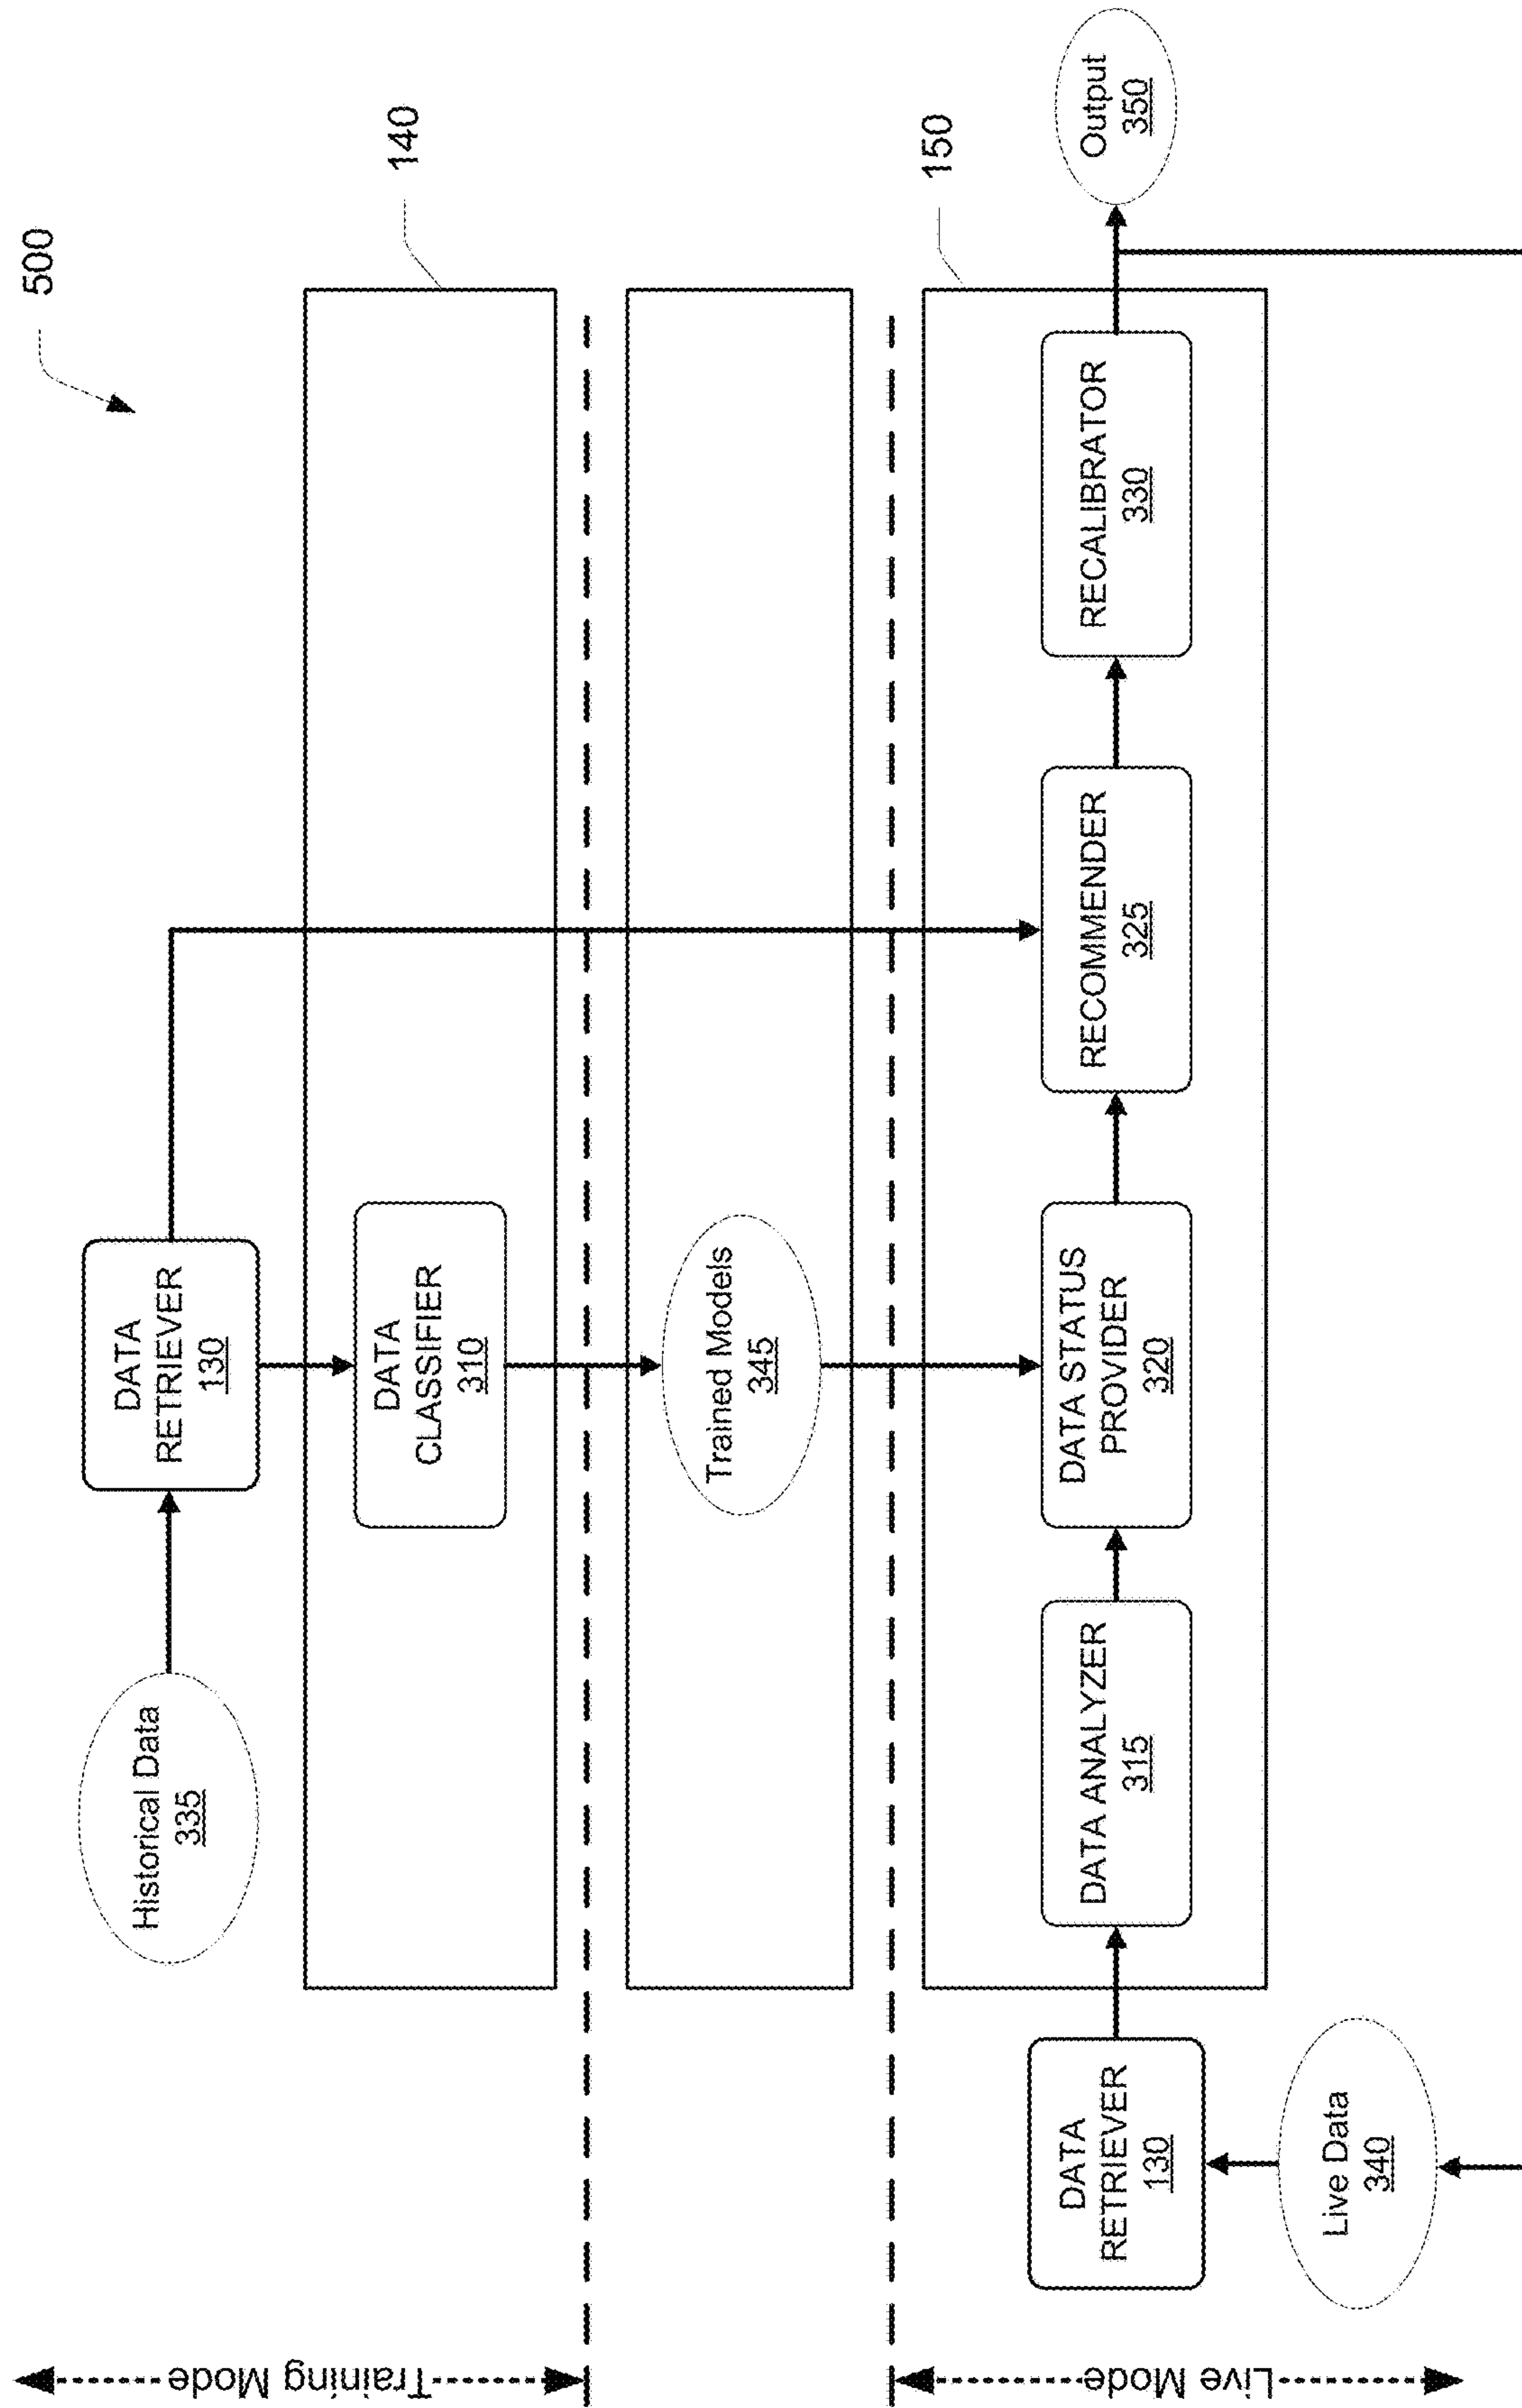 500
Historical Data
335
DATA
RETRIEVER
130
140
DATA
CLASSIFIER
310
Training Mode
Trained Models
345
150
DATA
RETRIEVER
130
Live Data
340
DATA ANALYZER
315
DATA STATUS
PROVIDER
320
RECOMMENDER
325
RECALIBRATOR
330
Output
350
Live Mode